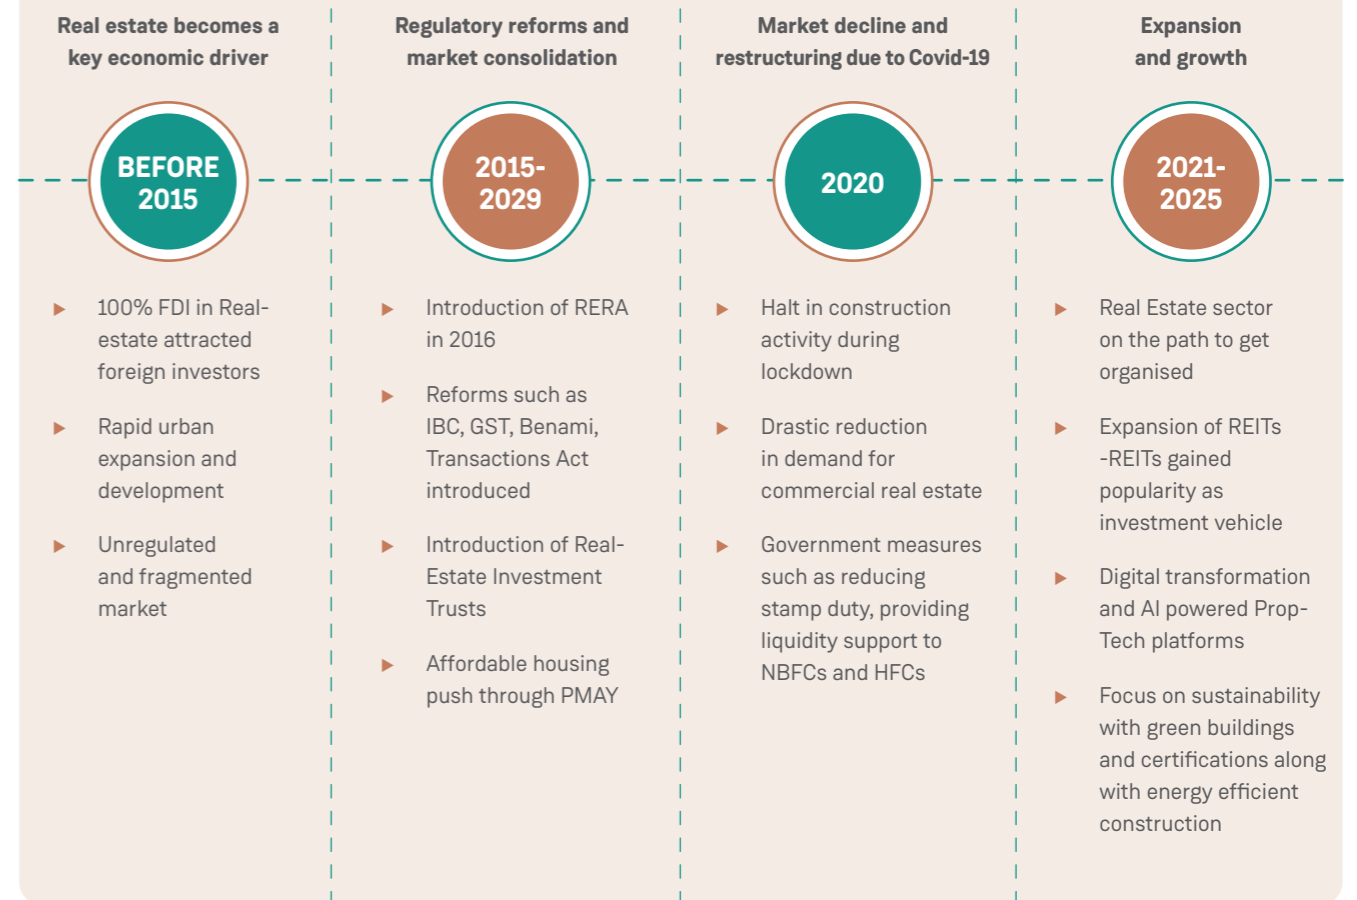 Real estate becomes a
key economic driver
BEFORE
2015
100% FDI in Real-
estate attracted
foreign investors
Rapid urban
expansion and
development
Unregulated
and fragmented
market
Regulatory reforms and
market consolidation
2015-
2029
Introduction of RERA
in 2016
Reforms such as
IBC, GST, Benami,
Transactions Act
introduced
Introduction of Real-
Estate Investment
Trusts
Affordable housing
push through PMAY
Market decline and
restructuring due to Covid-19
2020
Halt in construction
activity during
lockdown
Drastic reduction
in demand for
commercial real estate
Government measures
such as reducing
stamp duty, providing
liquidity support to
NBFCs and HFCs
Expansion
and growth
2021-
2025
Real Estate sector
on the path to get
organised
Expansion of REITs
-REITs gained
popularity as
investment vehicle
Digital transformation
and AI powered Prop-
Tech platforms
Focus on sustainability
with green buildings
and certifications along
with energy efficient
construction